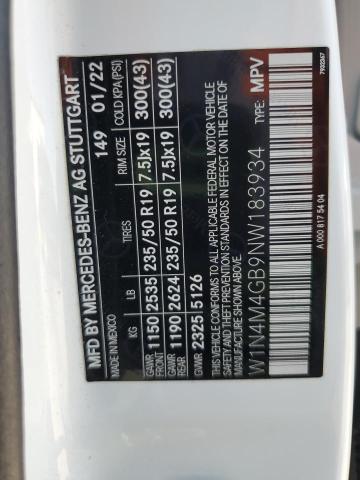 MFD BY MERCEDES-BENZ AG STUTTGART
MADE IN MEXICO 149 01/22
KG LB TIRES RIM SIZE COLD KPA(PSI)
GAWR FRONT 1150 2535 235/50 R19 7.5Jx19 300(43)
GAWR REAR 1190 2624 235/50 R19 7.5Jx19 300(43)
GVWR 2325 5126
THIS VEHICLE CONFORMS TO ALL APPLICABLE FEDERAL MOTOR VEHICLE
SAFETY AND THEFT PREVENTION STANDARDS IN EFFECT ON THE DATE OF
MANUFACTURE SHOWN ABOVE.
W1N4M4GB9NW183934 MPV
A 000 817 54 04 7922267